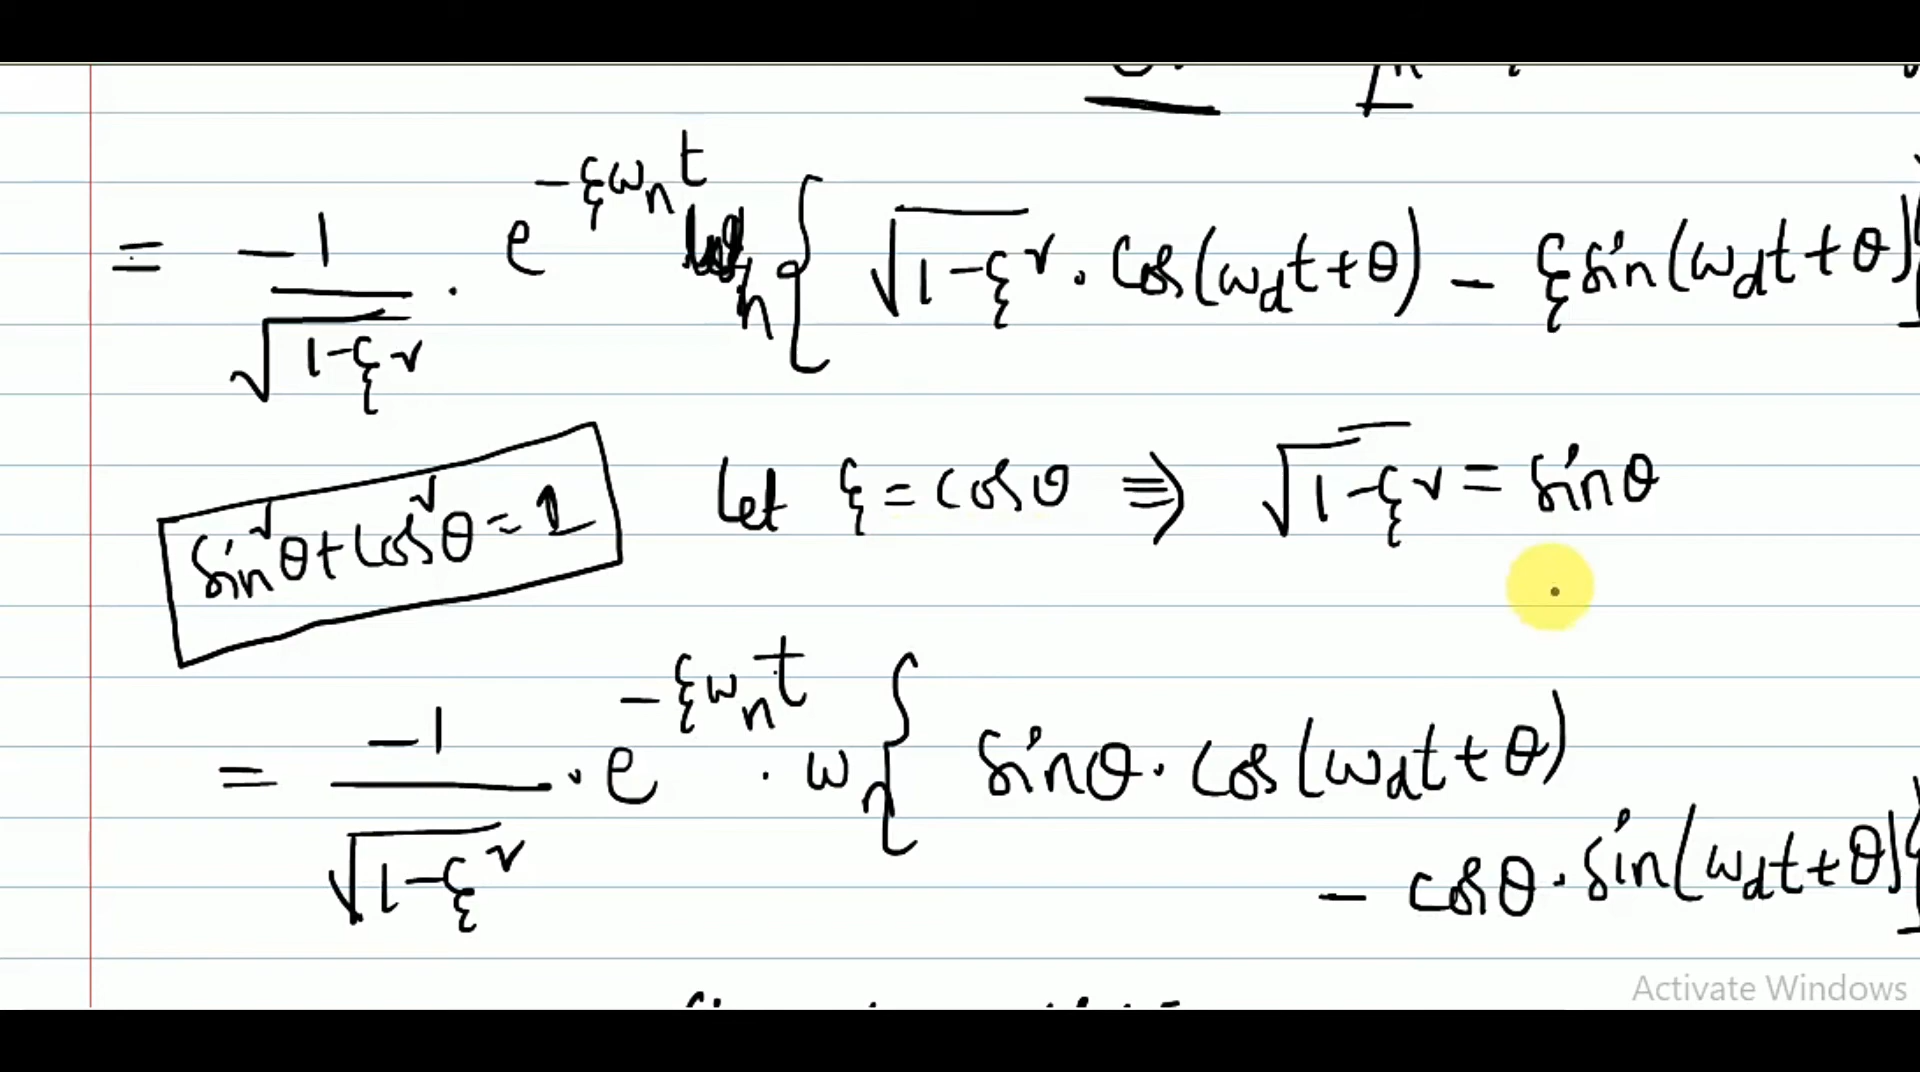 = -1/√(1-ξ²) · e^(-ξωₙt) ωₙ{ √(1-ξ²) · cos(ω_d t+θ) - ξ sin(ω_d t+θ)}
sin²θ+cos²θ=1
Let ξ = cosθ ⇒ √(1-ξ²) = sinθ
= -1/√(1-ξ²) · e^(-ξωₙt) · ωₙ{ sinθ · cos(ω_d t+θ)
- cosθ · sin(ω_d t+θ)}
Activate Windows